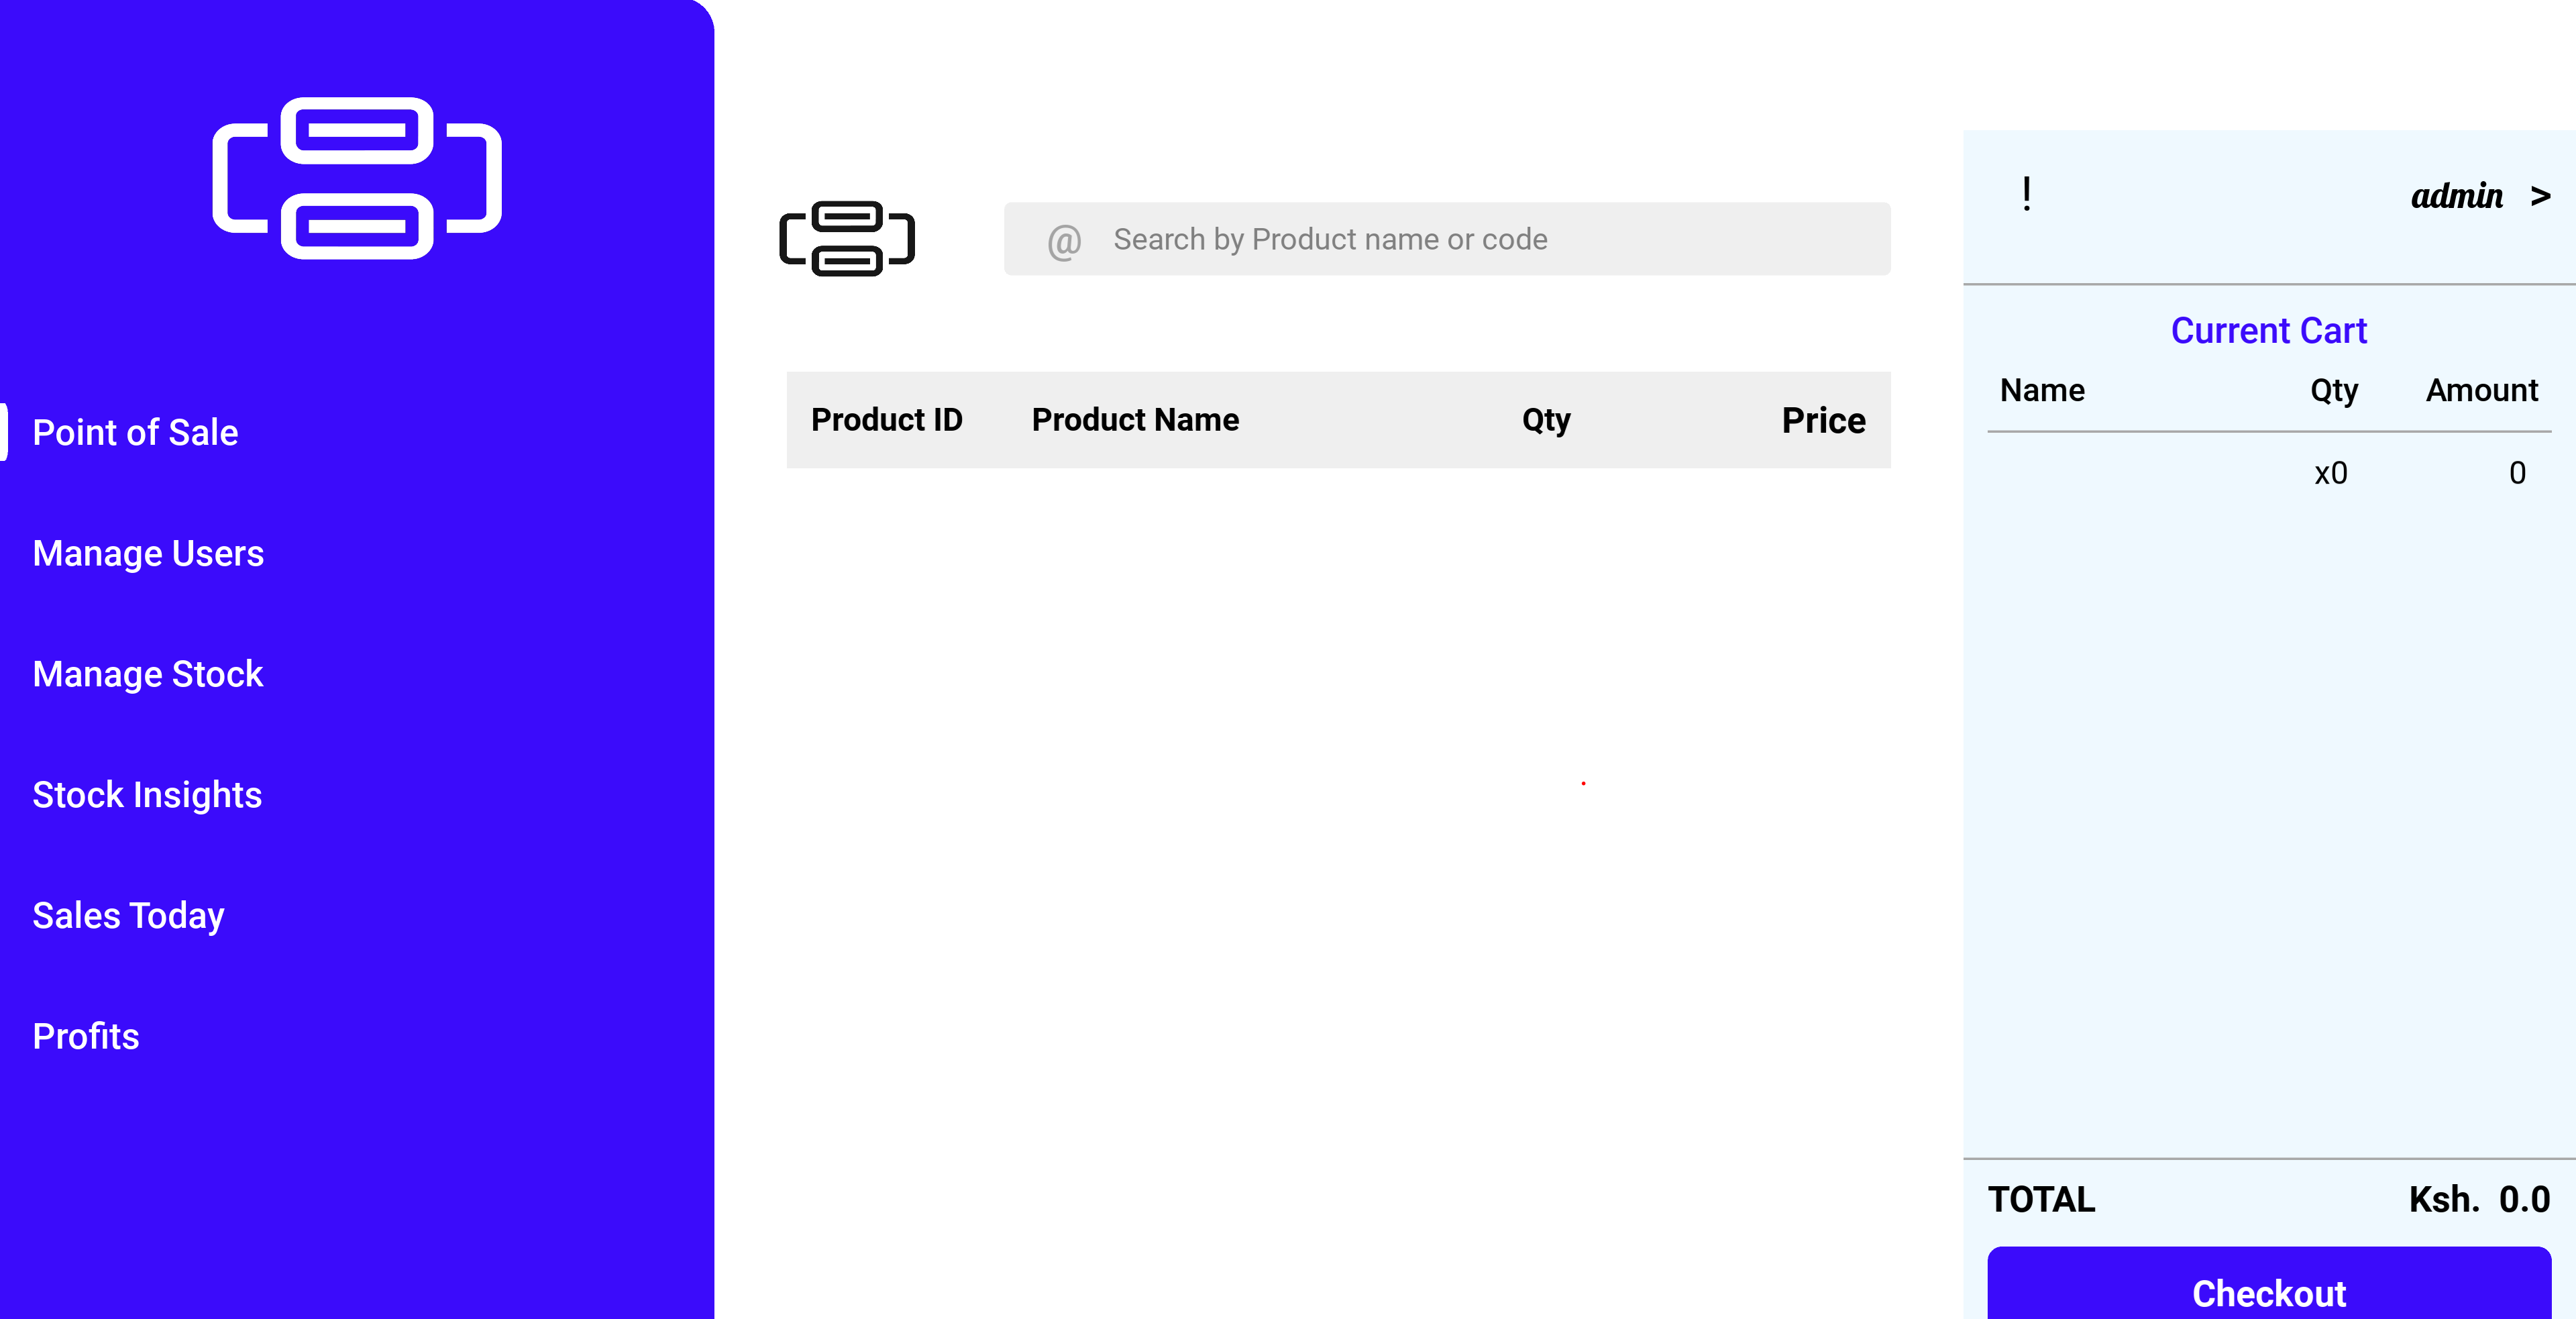 Point of Sale
Manage Users
Manage Stock
Stock Insights
Sales Today
Profits
@ Search by Product name or code
Product ID Product Name Qty Price
! admin >
Current Cart
Name Qty Amount
x0 0
TOTAL Ksh. 0.0
Checkout